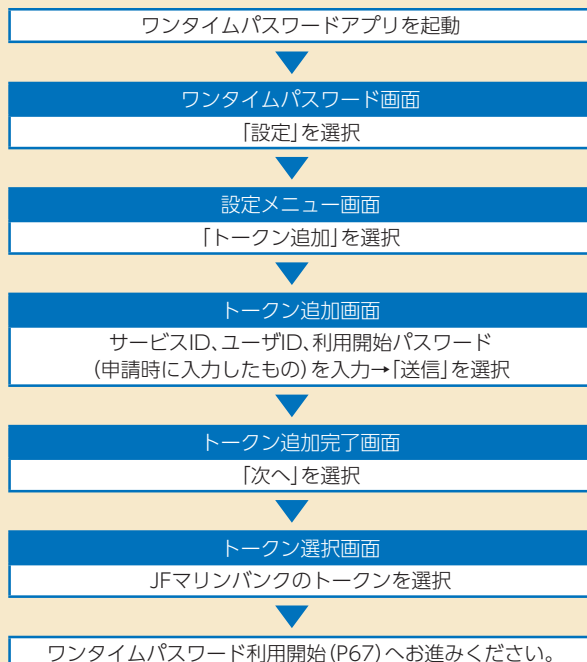 ワンタイムパスワードアプリを起動
ワンタイムパスワード画面
「設定」を選択
設定メニュー画面
「トークン追加」を選択
トークン追加画面
サービスID、ユーザID、利用開始パスワード
(申請時に入力したもの)を入力→「送信」を選択
トークン追加完了画面
「次へ」を選択
トークン選択画面
JFマリンバンクのトークンを選択
ワンタイムパスワード利用開始(P67)へお進みください。